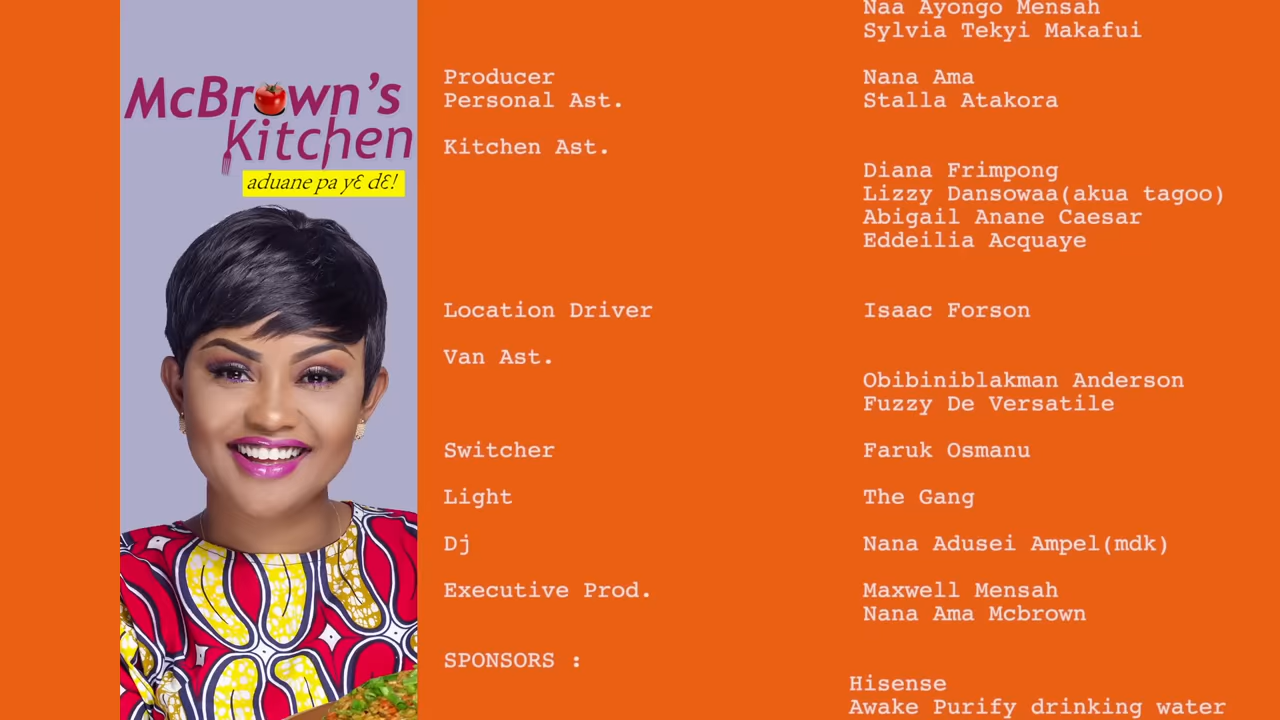 McBrown's
Kitchen
aduane pa yɛ dɛ!
Naa Ayongo Mensah
Sylvia Tekyi Makafui
Producer Nana Ama
Personal Ast. Stalla Atakora
Kitchen Ast.
Diana Frimpong
Lizzy Dansowaa(akua tagoo)
Abigail Anane Caesar
Eddeilia Acquaye
Location Driver Isaac Forson
Van Ast.
Obibiniblakman Anderson
Fuzzy De Versatile
Switcher Faruk Osmanu
Light The Gang
Dj Nana Adusei Ampel(mdk)
Executive Prod. Maxwell Mensah
Nana Ama Mcbrown
SPONSORS :
Hisense
Awake Purify drinking water